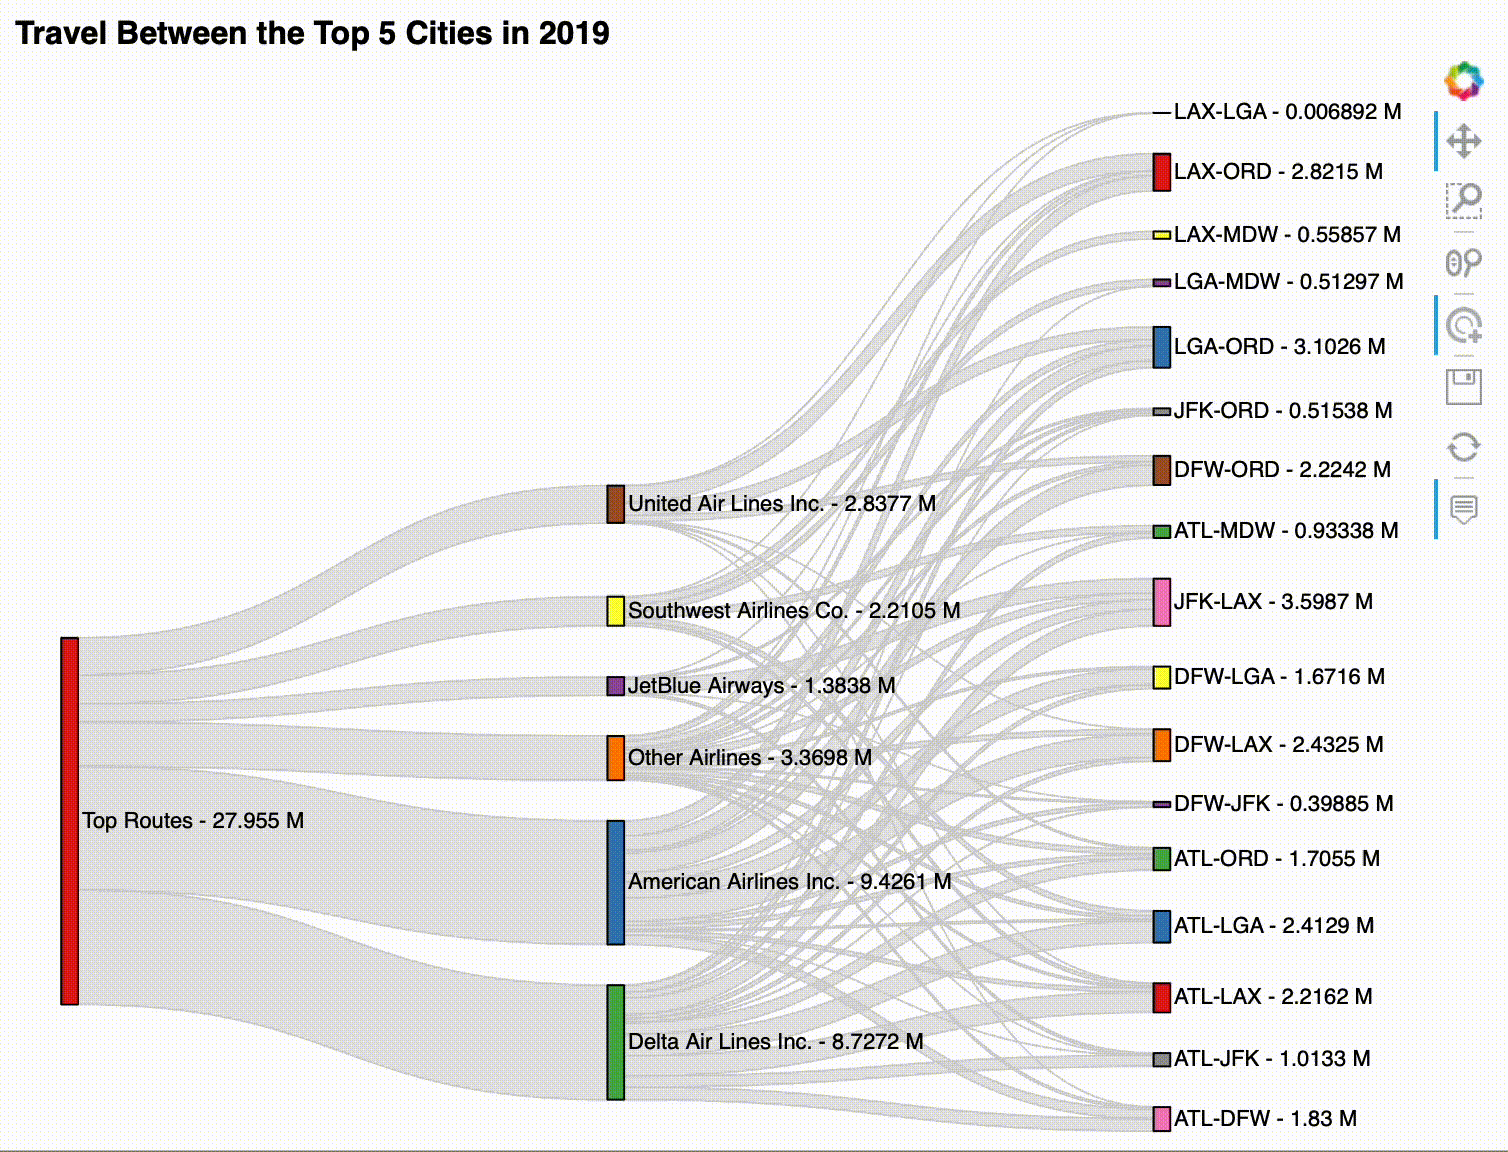 Travel Between the Top 5 Cities in 2019
Top Routes - 27.955 M
United Air Lines Inc. - 2.8377 M
Southwest Airlines Co. - 2.2105 M
JetBlue Airways - 1.3838 M
Other Airlines - 3.3698 M
American Airlines Inc. - 9.4261 M
Delta Air Lines Inc. - 8.7272 M
LAX-LGA - 0.006892 M
LAX-ORD - 2.8215 M
LAX-MDW - 0.55857 M
LGA-MDW - 0.51297 M
LGA-ORD - 3.1026 M
JFK-ORD - 0.51538 M
DFW-ORD - 2.2242 M
ATL-MDW - 0.93338 M
JFK-LAX - 3.5987 M
DFW-LGA - 1.6716 M
DFW-LAX - 2.4325 M
DFW-JFK - 0.39885 M
ATL-ORD - 1.7055 M
ATL-LGA - 2.4129 M
ATL-LAX - 2.2162 M
ATL-JFK - 1.0133 M
ATL-DFW - 1.83 M